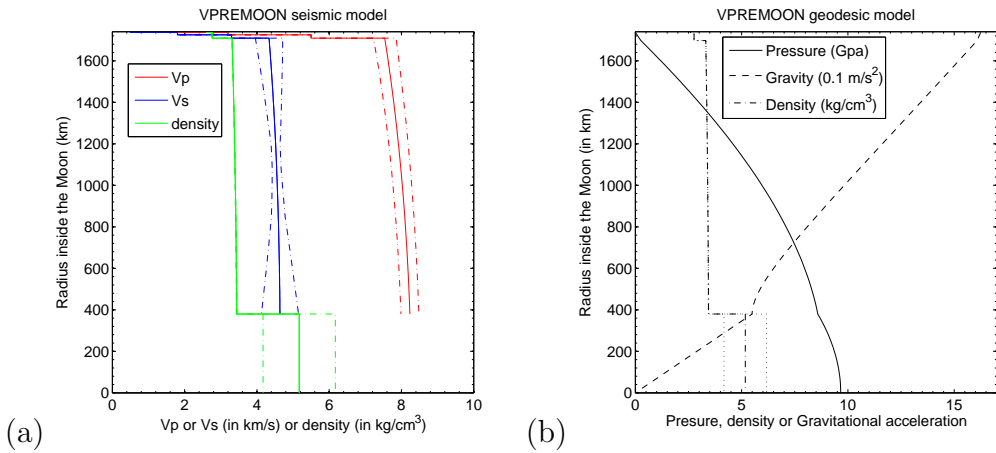 VPREMOON seismic model
Radius inside the Moon (km)
1600
1400
1200
1000
800
600
400
200
0
Vp
Vs
density
0 2 4 6 8 10
Vp or Vs (in km/s) or density (in kg/cm³)
(a)
VPREMOON geodesic model
Radius inside the Moon (in km)
1600
1400
1200
1000
800
600
400
200
0
Pressure (Gpa)
Gravity (0.1 m/s²)
Density (kg/cm³)
0 5 10 15
Presure, density or Gravitational acceleration
(b)